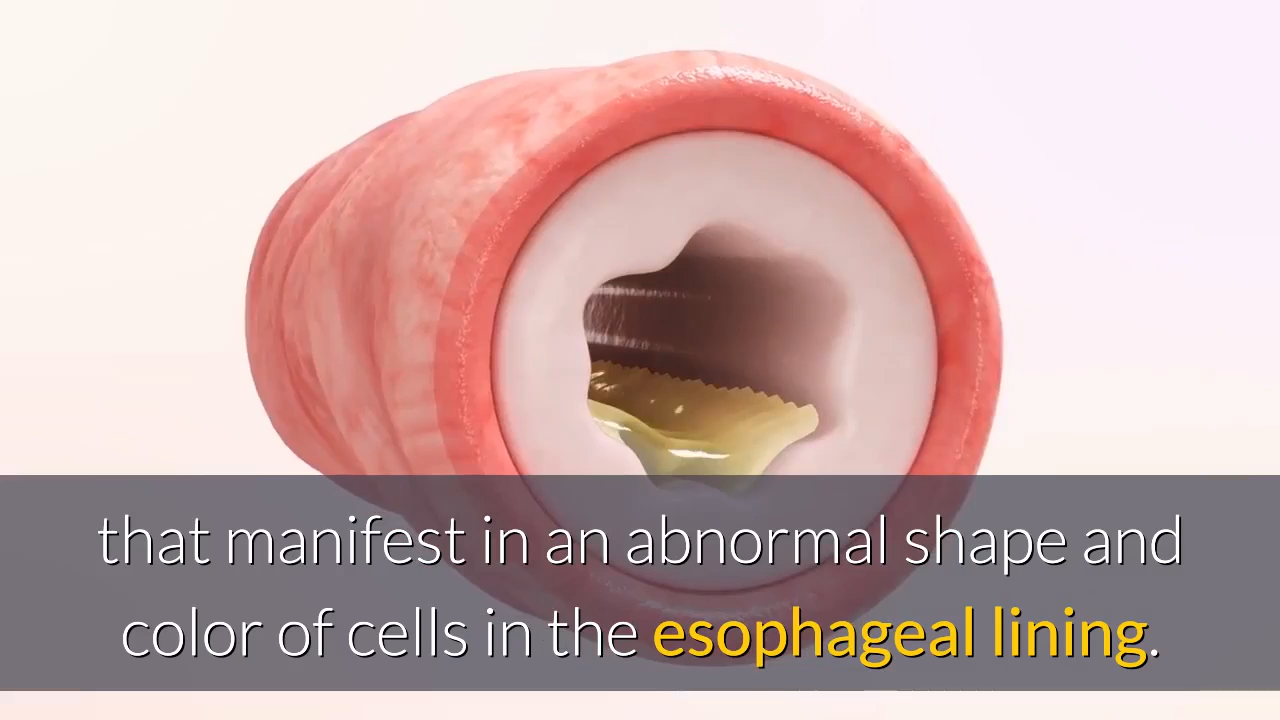 that manifest in an abnormal shape and
color of cells in the esophageal lining.